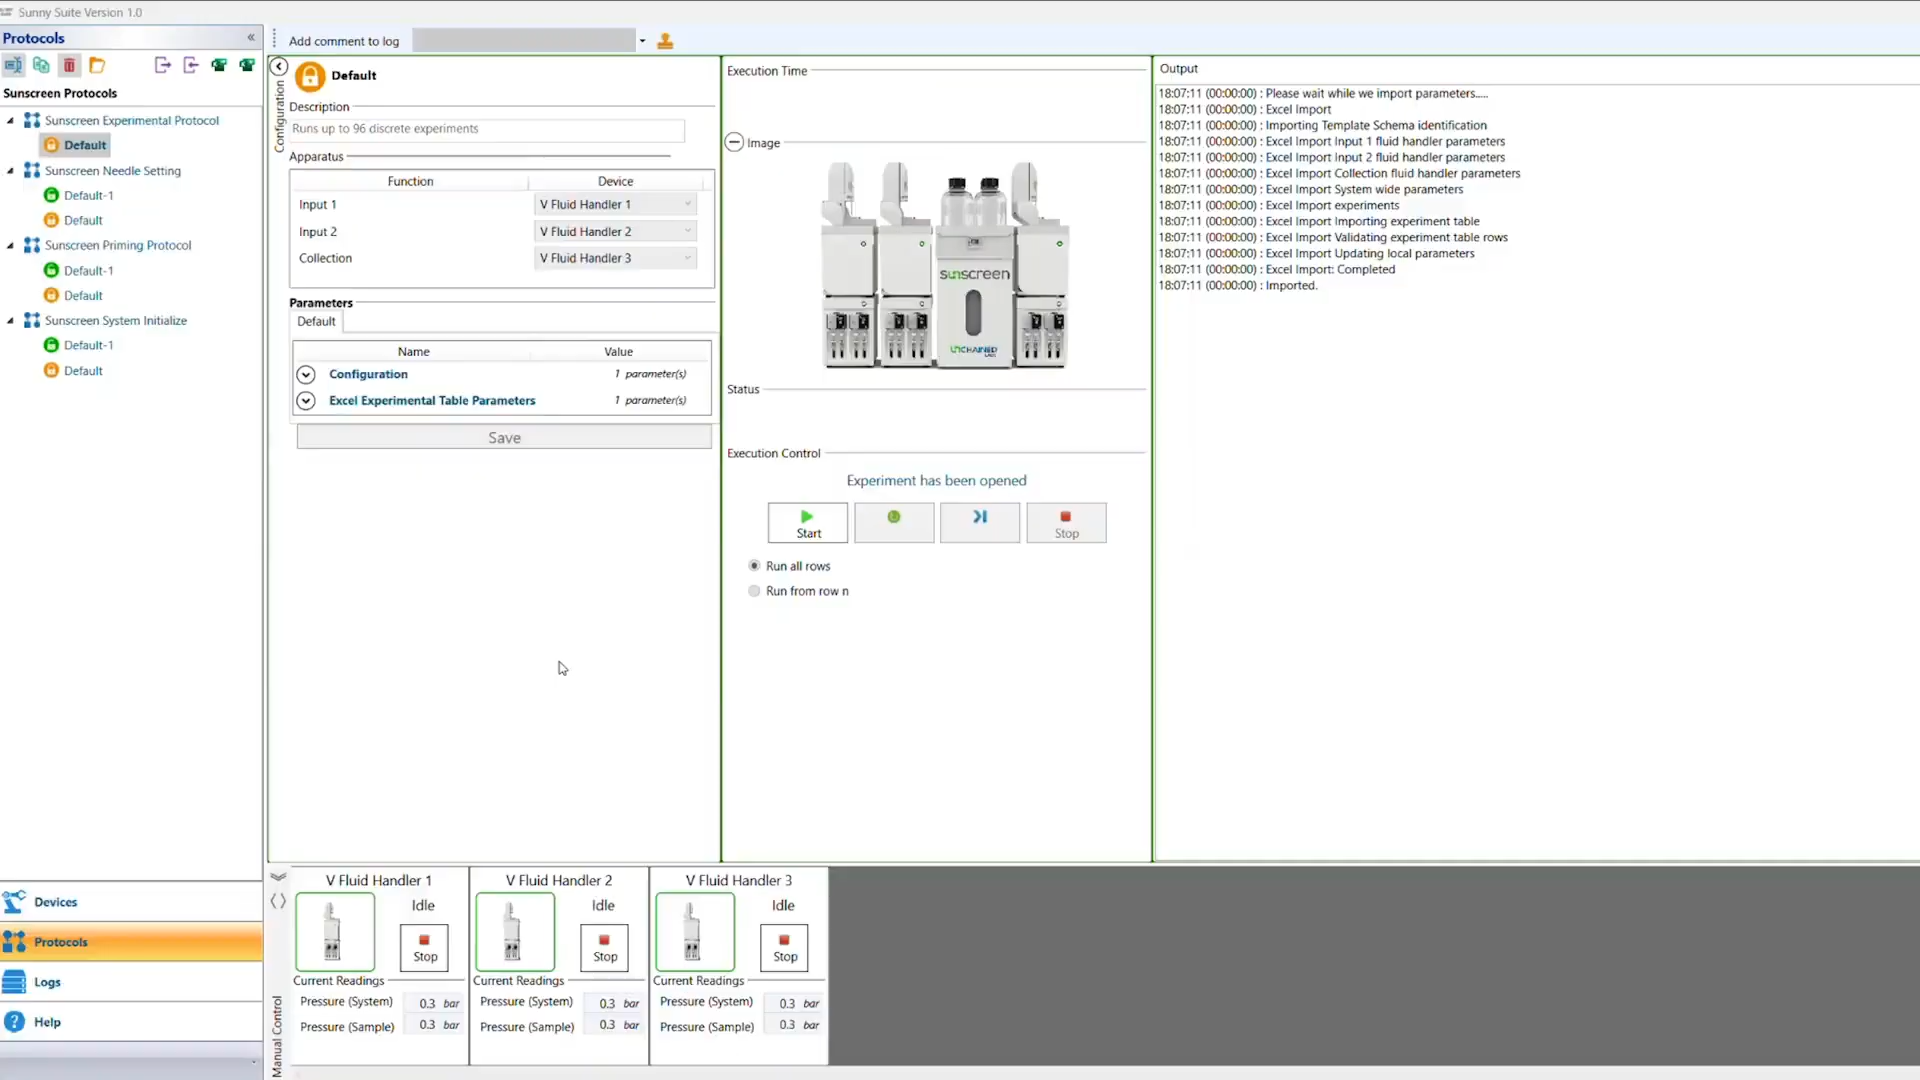 Sunny Suite Version 1.0
Protocols
«
Add comment to log
Sunscreen Protocols
Sunscreen Experimental Protocol
Default
Sunscreen Needle Setting
Default-1
Default
Sunscreen Priming Protocol
Default-1
Default
Sunscreen System Initialize
Default-1
Default
Devices
Protocols
Logs
Help
Configuration
Default
Description
Runs up to 96 discrete experiments
Apparatus
Function Device
Input 1 V Fluid Handler 1
Input 2 V Fluid Handler 2
Collection V Fluid Handler 3
Parameters
Default
Name Value
Configuration 1 parameter(s)
Excel Experimental Table Parameters 1 parameter(s)
Save
Execution Time
Image
sunscreen
UNCHAINED
LABS
Status
Execution Control
Experiment has been opened
Start
Stop
Run all rows
Run from row n
Output
18:07:11 (00:00:00) : Please wait while we import parameters.....
18:07:11 (00:00:00) : Excel Import
18:07:11 (00:00:00) : Importing Template Schema identification
18:07:11 (00:00:00) : Excel Import Input 1 fluid handler parameters
18:07:11 (00:00:00) : Excel Import Input 2 fluid handler parameters
18:07:11 (00:00:00) : Excel Import Collection fluid handler parameters
18:07:11 (00:00:00) : Excel Import System wide parameters
18:07:11 (00:00:00) : Excel Import experiments
18:07:11 (00:00:00) : Excel Import Importing experiment table
18:07:11 (00:00:00) : Excel Import Validating experiment table rows
18:07:11 (00:00:00) : Excel Import Updating local parameters
18:07:11 (00:00:00) : Excel Import: Completed
18:07:11 (00:00:00) : Imported.
Manual Control
V Fluid Handler 1
Idle
Stop
Current Readings
Pressure (System) 0.3 bar
Pressure (Sample) 0.3 bar
V Fluid Handler 2
Idle
Stop
Current Readings
Pressure (System) 0.3 bar
Pressure (Sample) 0.3 bar
V Fluid Handler 3
Idle
Stop
Current Readings
Pressure (System) 0.3 bar
Pressure (Sample) 0.3 bar